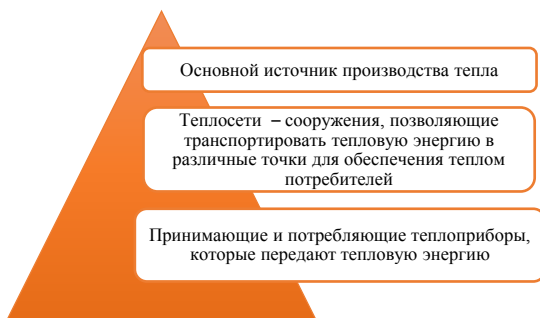 Основной источник производства тепла
Теплосети – сооружения, позволяющие
транспортировать тепловую энергию в
различные точки для обеспечения теплом
потребителей
Принимающие и потребляющие теплоприборы,
которые передают тепловую энергию